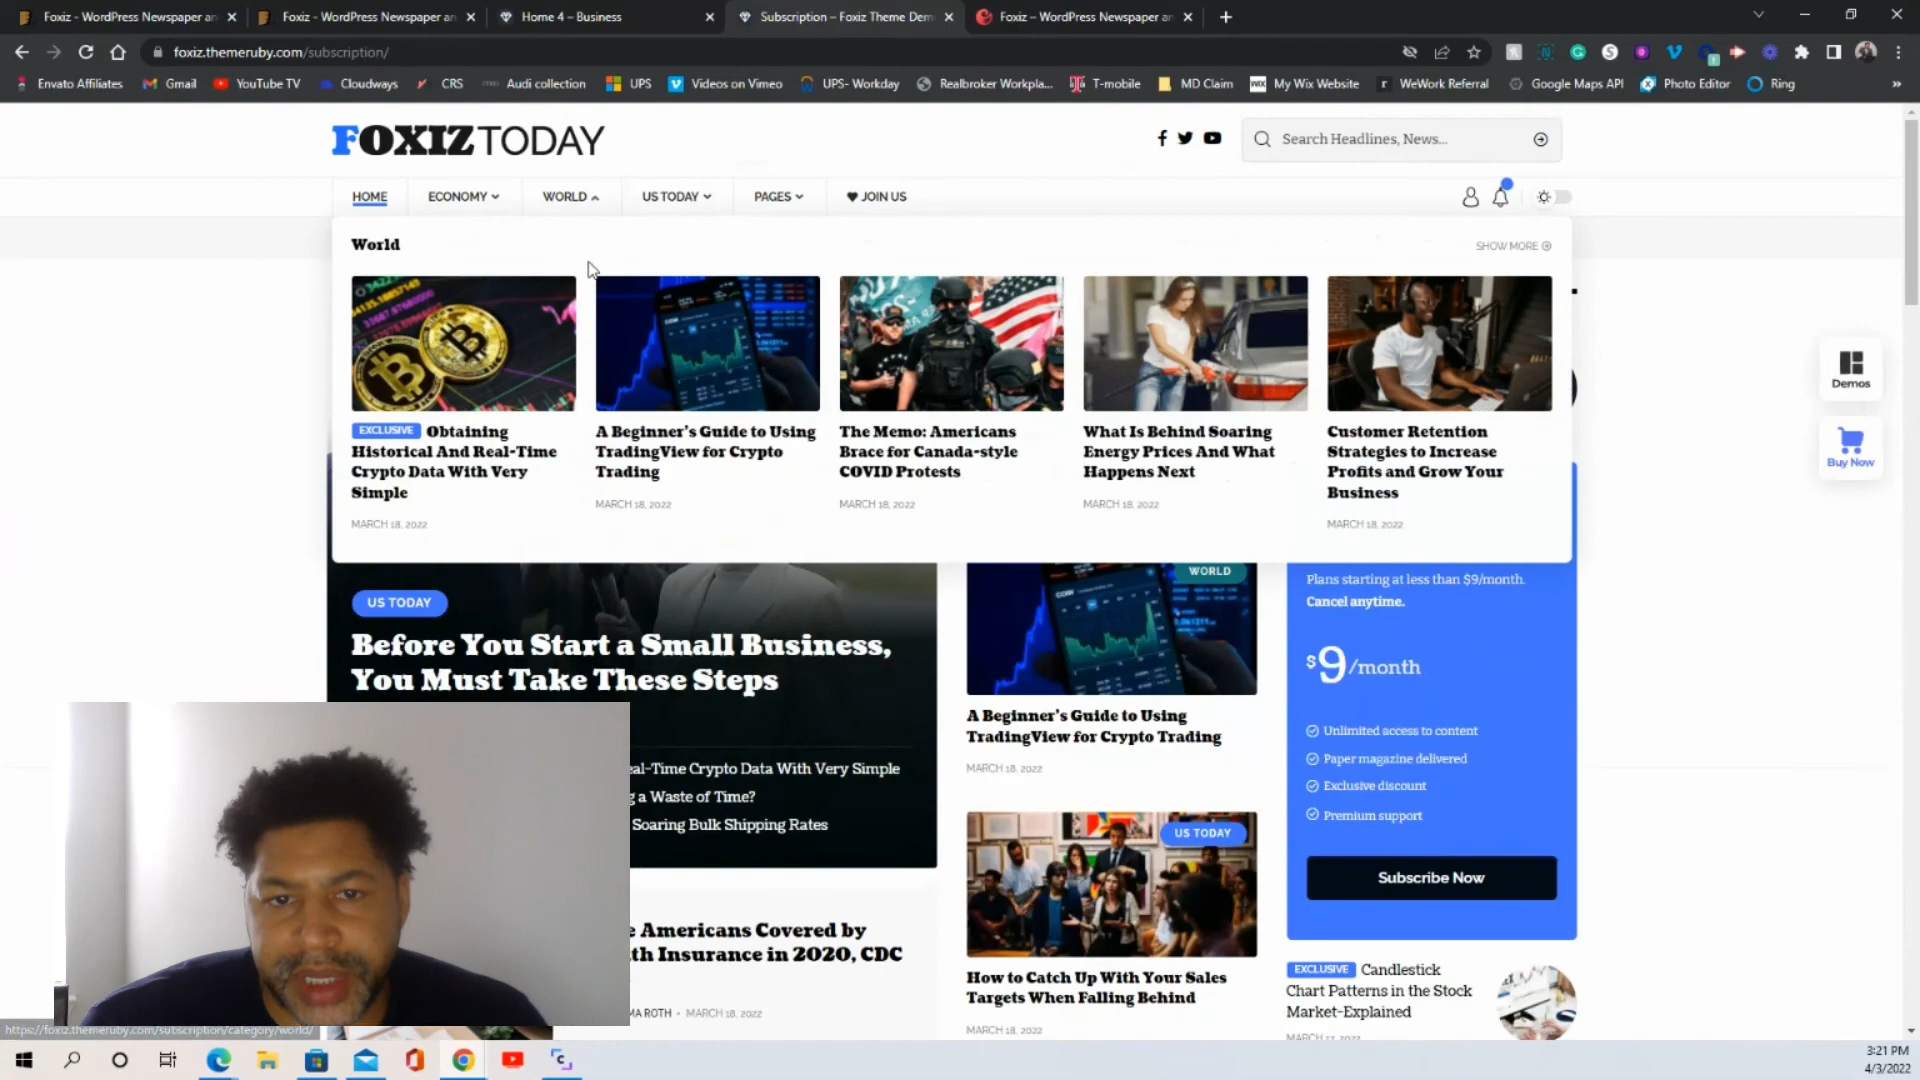 Foxiz - WordPress Newspaper an
Foxiz - WordPress Newspaper an
Home 4 – Business
Subscription – Foxiz Theme Dem
Foxiz – WordPress Newspaper an
foxiz.themeruby.com/subscription/
Envato Affiliates
Gmail
YouTube TV
Cloudways
CRS
Audi collection
UPS
Videos on Vimeo
UPS- Workday
Realbroker Workpla...
T-mobile
MD Claim
My Wix Website
WeWork Referral
Google Maps API
Photo Editor
Ring
FOXIZTODAY
Search Headlines, News...
HOME
ECONOMY
WORLD
US TODAY
PAGES
JOIN US
World
SHOW MORE
EXCLUSIVE Obtaining
Historical And Real-Time
Crypto Data With Very
Simple
MARCH 18, 2022
A Beginner's Guide to Using
TradingView for Crypto
Trading
MARCH 18, 2022
The Memo: Americans
Brace for Canada-style
COVID Protests
MARCH 18, 2022
What Is Behind Soaring
Energy Prices And What
Happens Next
MARCH 18, 2022
Customer Retention
Strategies to Increase
Profits and Grow Your
Business
MARCH 18, 2022
Demos
Buy Now
US TODAY
Before You Start a Small Business,
You Must Take These Steps
al-Time Crypto Data With Very Simple
g a Waste of Time?
Soaring Bulk Shipping Rates
e Americans Covered by
th Insurance in 2020, CDC
MA ROTH • MARCH 18, 2022
WORLD
A Beginner's Guide to Using
TradingView for Crypto Trading
MARCH 18, 2022
US TODAY
How to Catch Up With Your Sales
Targets When Falling Behind
MARCH 18, 2022
Plans starting at less than $9/month.
Cancel anytime.
$9/month
Unlimited access to content
Paper magazine delivered
Exclusive discount
Premium support
Subscribe Now
EXCLUSIVE Candlestick
Chart Patterns in the Stock
Market-Explained
MARCH 17, 2022
https://foxiz.themeruby.com/subscription/category/world/
3:21 PM
4/3/2022